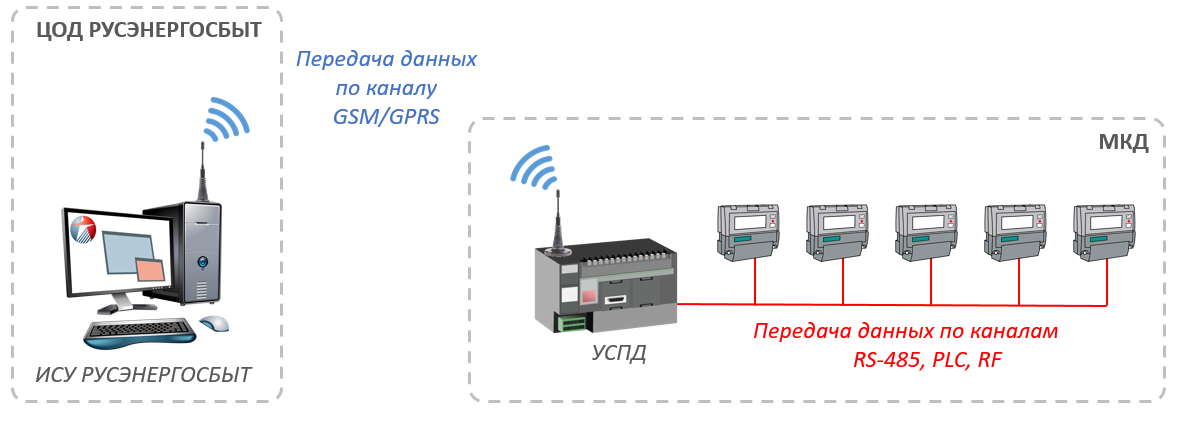 ЦОД РУСЭНЕРГОСБЫТ
Передача данных
по каналу
GSM/GPRS
МКД
УСПД
Передача данных по каналам
RS-485, PLC, RF
ИСУ РУСЭНЕРГОСБЫТ